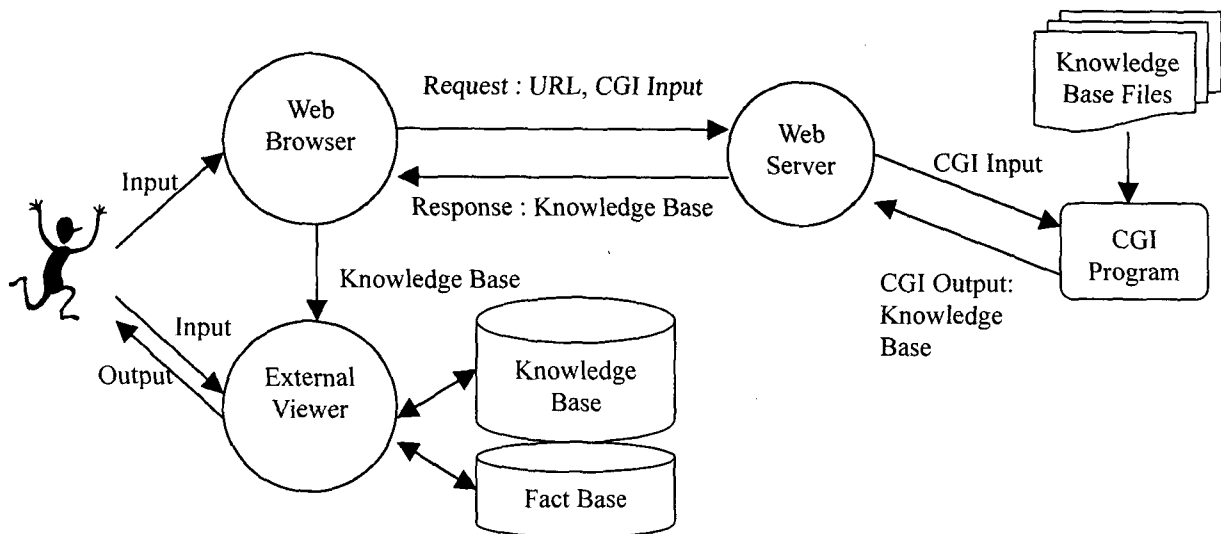 Knowledge
Base Files
Request : URL, CGI Input
Web
Browser
Web
Server
CGI Input
Input
Response : Knowledge Base
CGI
Program
Knowledge Base
CGI Output:
Knowledge
Base
Input
Output
External
Viewer
Knowledge
Base
Fact Base